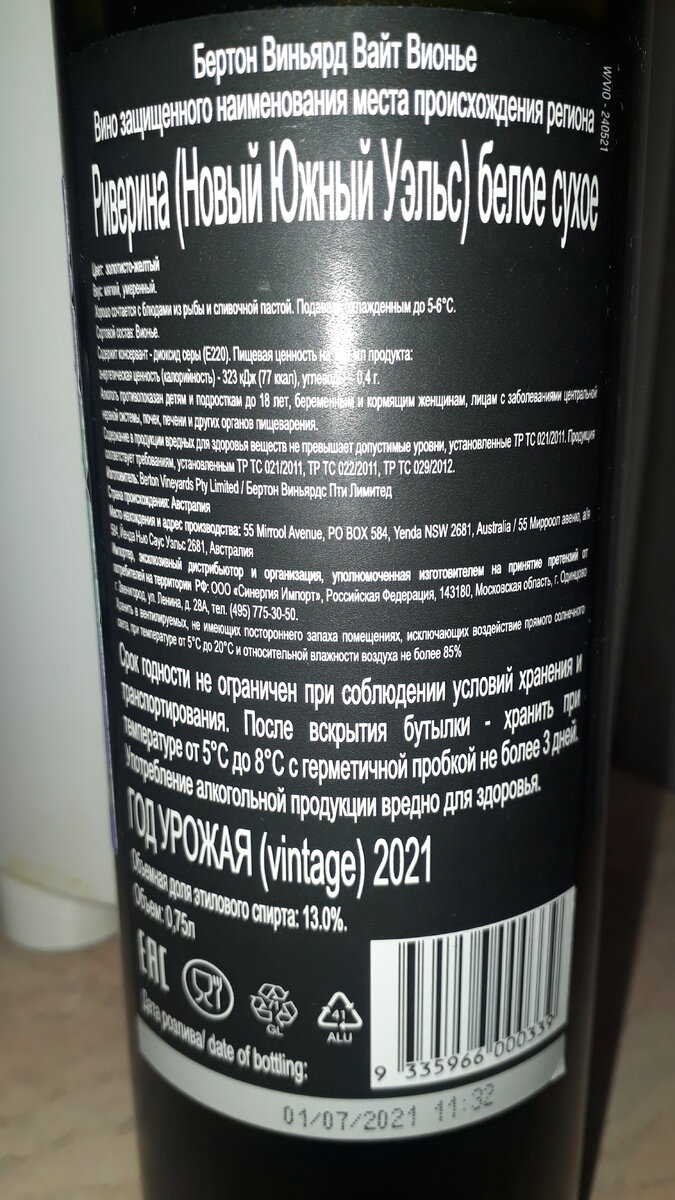 Бертон Виньярд Вайт Вионье
Вино защищенного наименования места происхождения региона
Риверина (Новый Южный Уэльс) белое сухое
W/VIO - 240521
Цвет: золотисто-желтый
Вкус: мягкий, умеренный.
Хорошо сочтается с блюдами из рыбы и сливочной пастой. охлажденным до 5-6°С.
Сортовой состав: Вионье.
Содержит консервант - диоксид серы (Е220). Пищевая ценность на продукта:
энергетическая ценность (калорийность) - 323 кДж (77 ккал), 0,4 г.
Алкоголь противопоказан детям и подросткам до 18 лет, беременным и кормящим женщинам, лицам с заболеваниями центральной
нервной системы, почек, печени и других органов пищеварения.
Содержание в продукции вредных для здоровья веществ не превышает допустимые уровни, установленные ТР ТС 021/2011. Продукция
соответствует требованиям, установленным ТР ТС 021/2011, ТР ТС 022/2011, ТР ТС 029/2012.
Изготовитель: Berton Vineyards Pty Limited / Бертон Виньярдс Пти Лимитед
Страна происхождения: Австралия
Место нахождения и адрес производства: 55 Mirrool Avenue, PO BOX 584, Yenda NSW 2681, Australia / 55 Мирроол авеню, а/я
584, Йенда Нью Саус Уэльс 2681, Австралия
Импортер, эксклюзивный дистрибьютор и организация, уполномоченная изготовителем на принятие претензий от
потребителей на территории РФ: ООО «Синергия Импорт», Российская Федерация, 143180, Московская область, г. Одинцово
г. Звенигород, ул. Ленина, д. 28А, тел. (495) 775-30-50.
Хранить в вентилируемых, не имеющих постороннего запаха помещениях, исключающих воздействие прямого солнечного
света, при температуре от 5°С до 20°С и относительной влажности воздуха не более 85%
Срок годности не ограничен при соблюдении условий хранения и
транспортирования. После вскрытия бутылки - хранить при
температуре от 5°С до 8°С с герметичной пробкой не более 3 дней.
Употребление алкогольной продукции вредно для здоровья.
ГОД УРОЖАЯ (vintage) 2021
Объемная доля этилового спирта: 13.0%.
Объем: 0,75л
EAC
71
GL
41
ALU
Дата розлива/ date of bottling:
9 335966 000339
01/07/2021 11:32